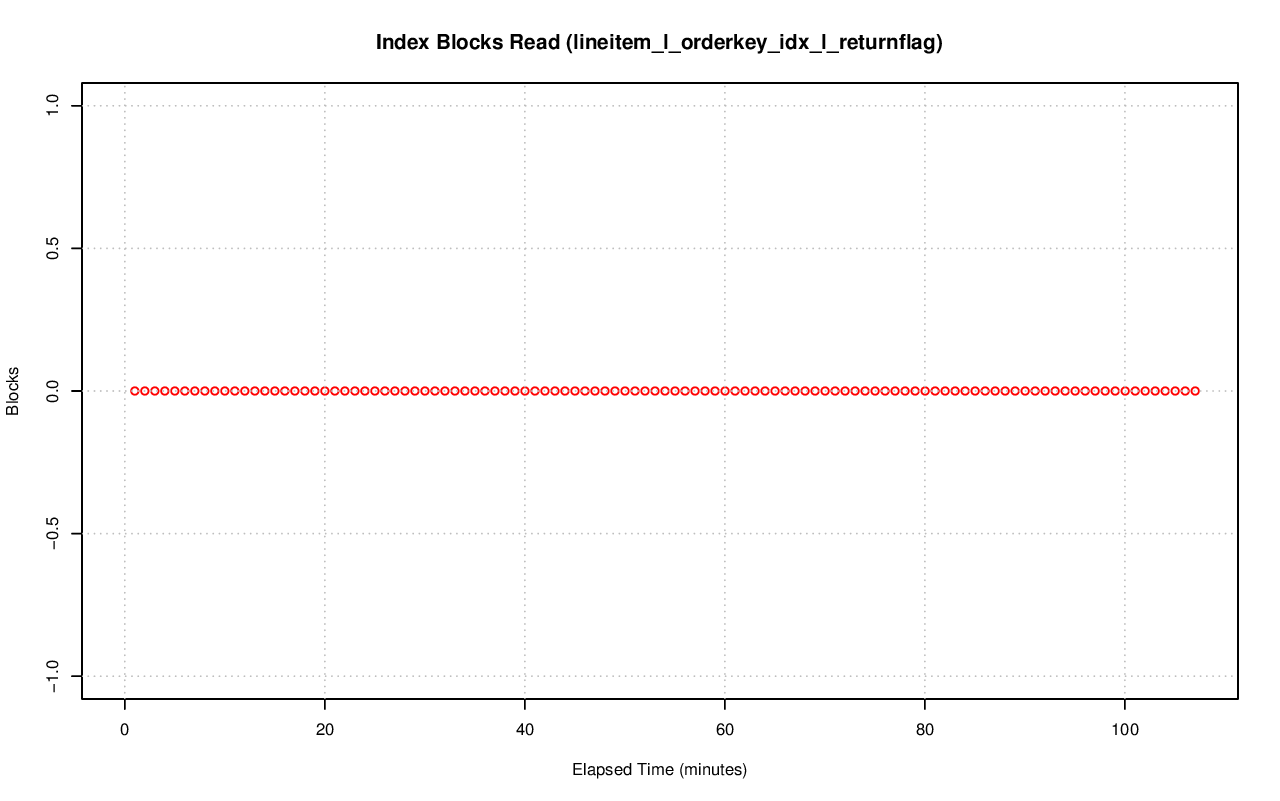 Index Blocks Read (lineitem_l_orderkey_idx_l_returnflag)
1.0
0.5
0.0
−0.5
−1.0
Blocks
0 20 40 60 80 100
Elapsed Time (minutes)